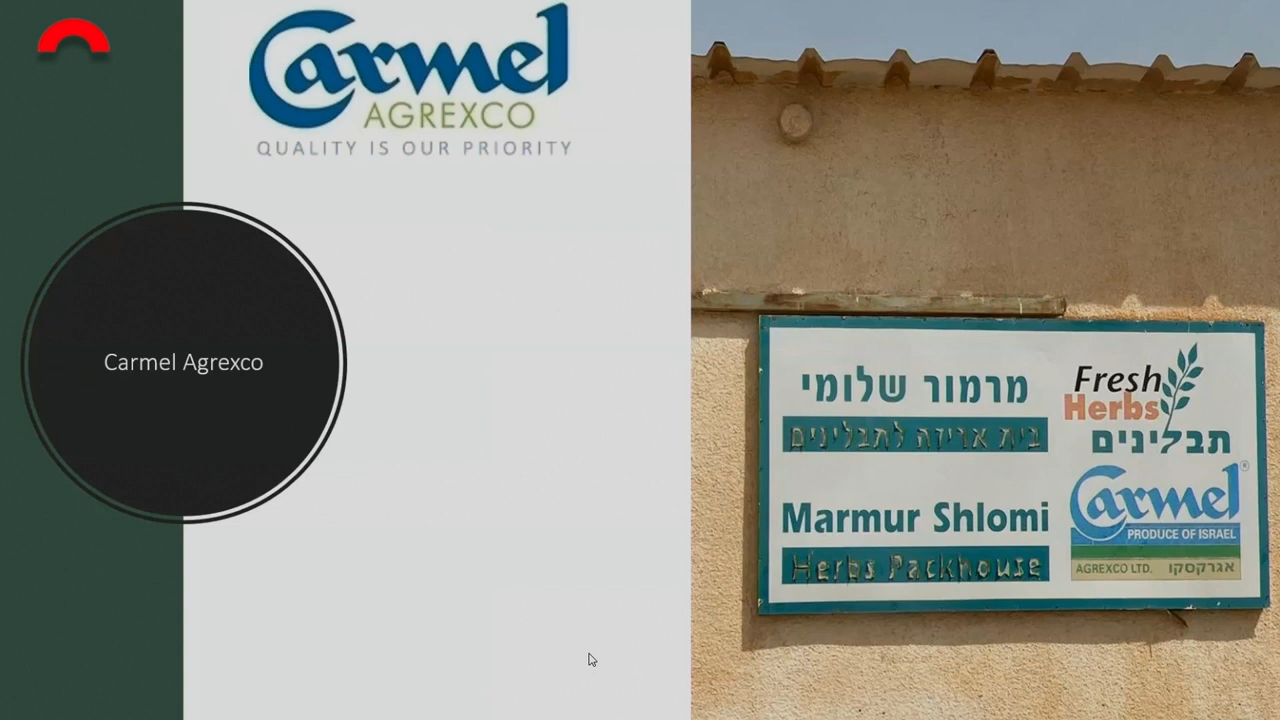 Carmel
AGREXCO
QUALITY IS OUR PRIORITY
Carmel Agrexco
מרמור שלומי
בית אריזה לתבלינים
Marmur Shlomi
Herbs Packhouse
Fresh
Herbs
תבלינים
Carmel®
PRODUCE OF ISRAEL
AGREXCO LTD. אגרקסקו